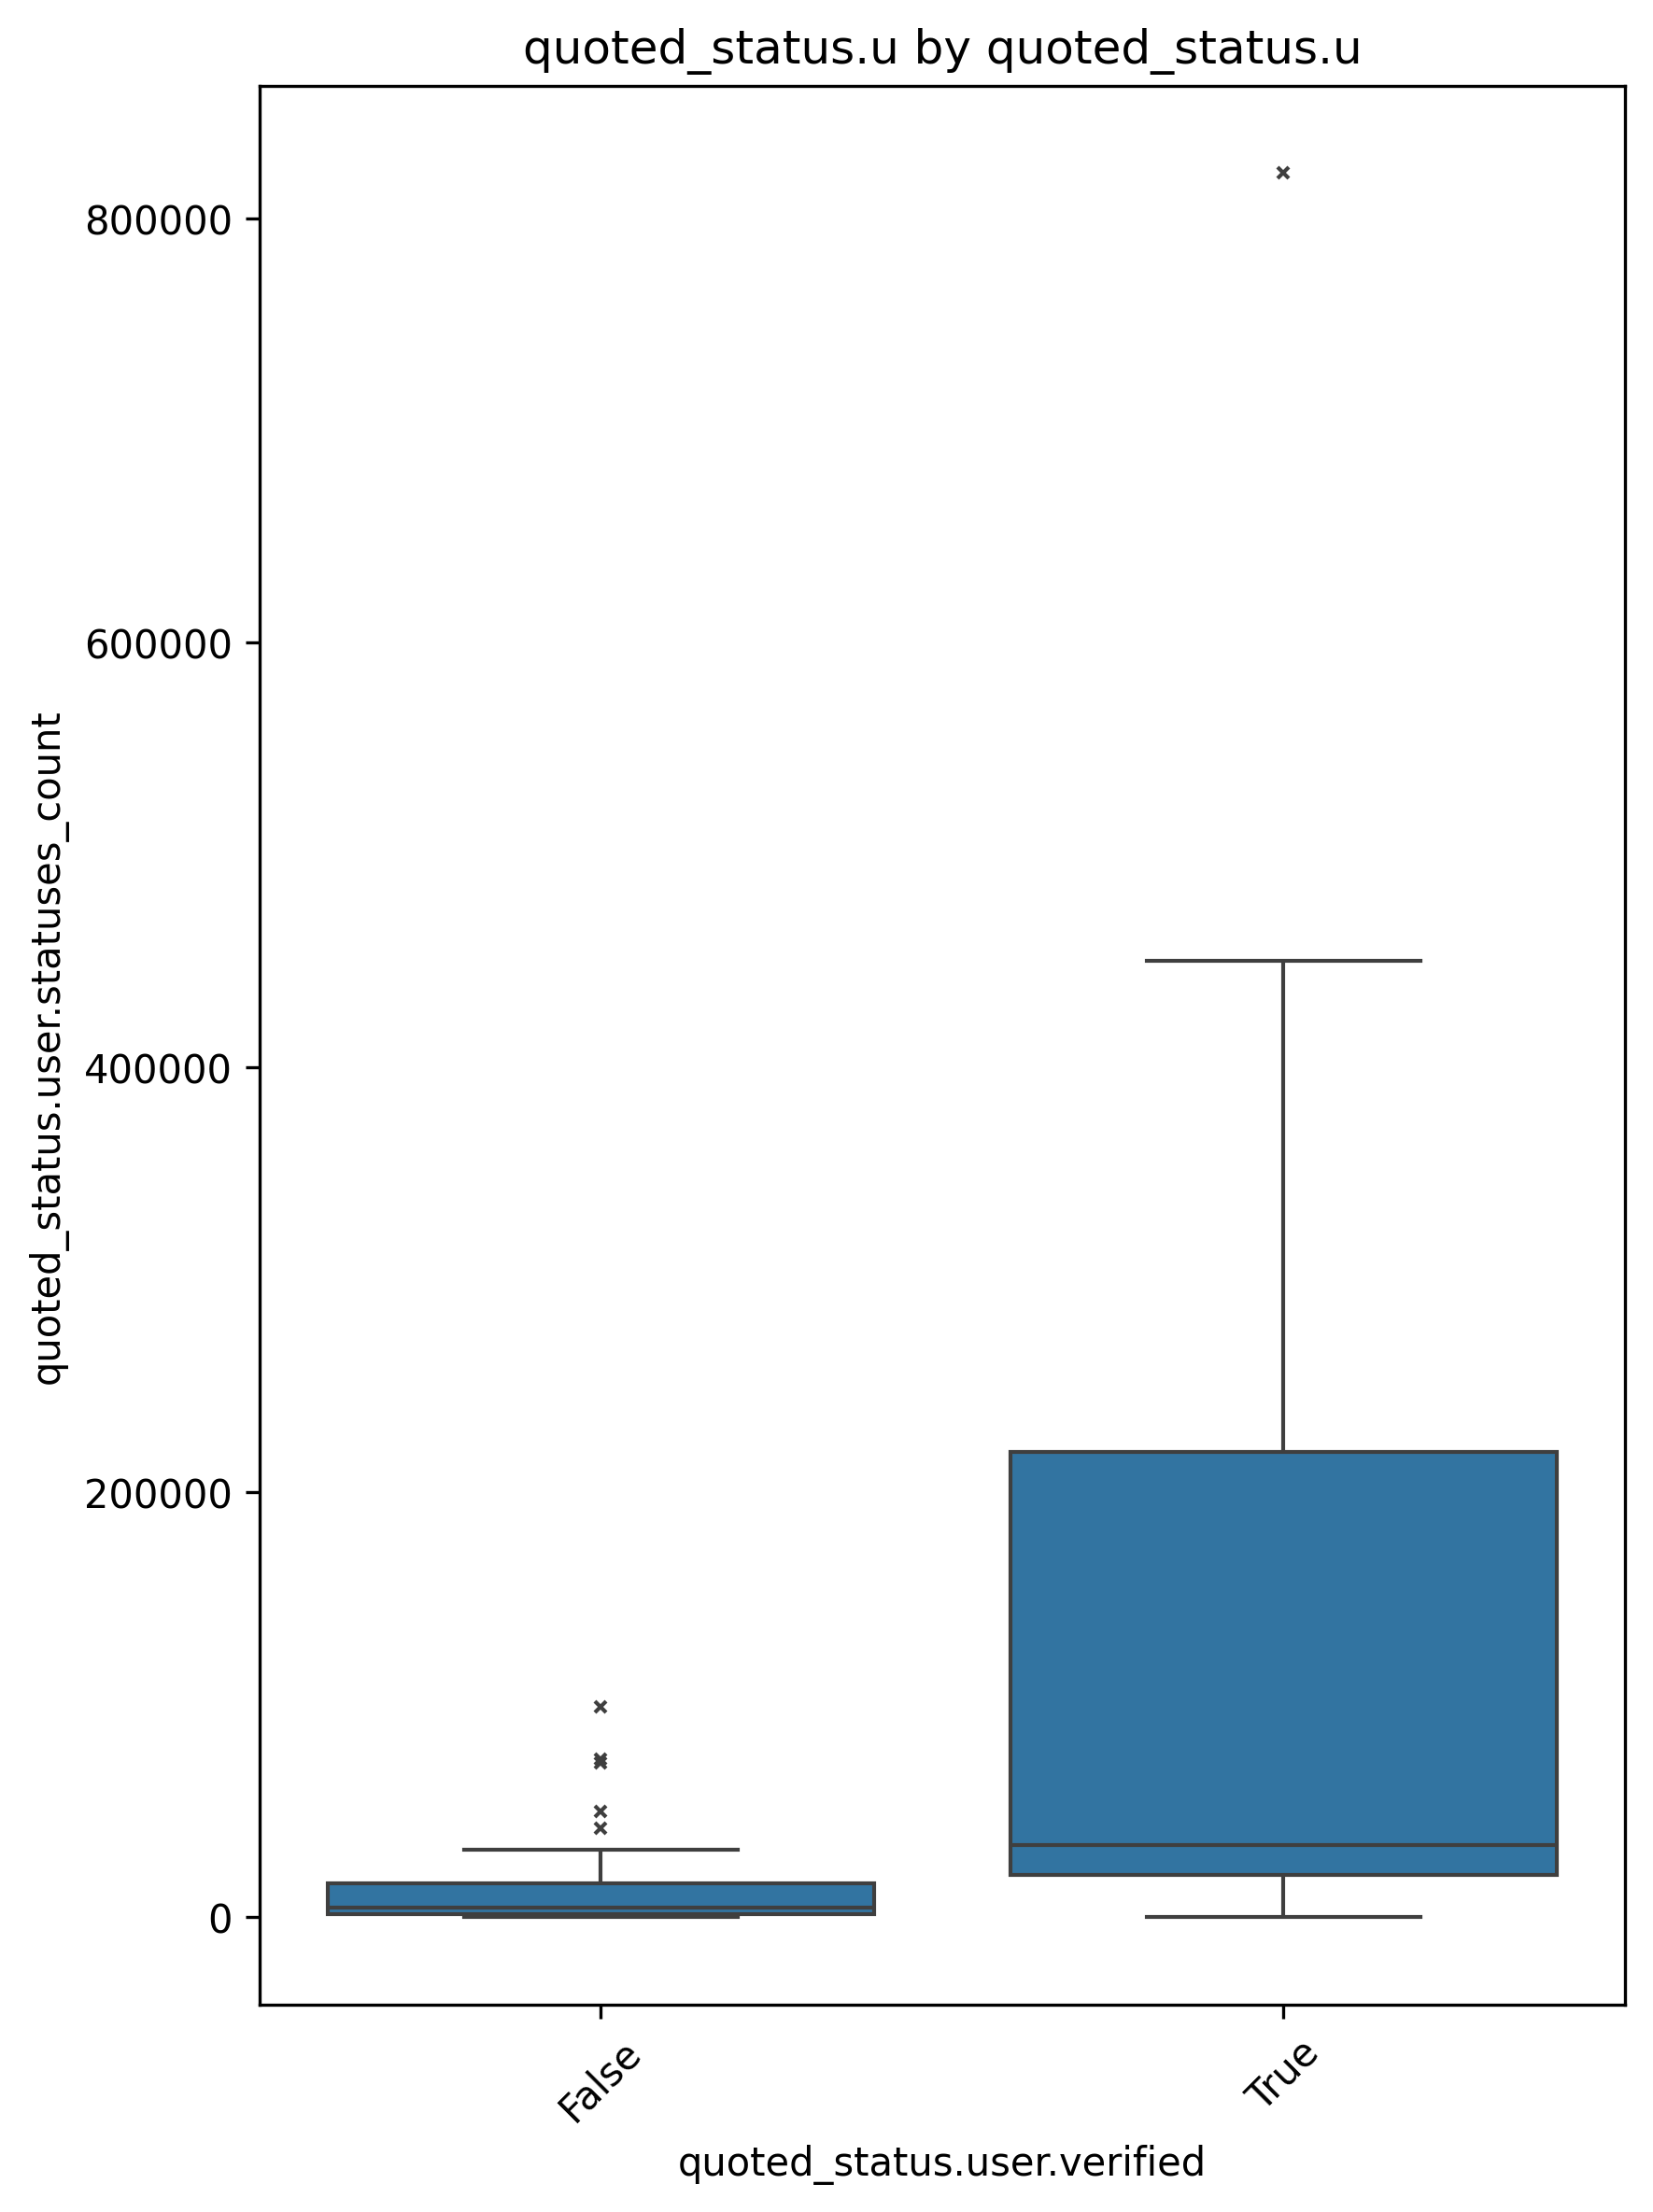 quoted_status.u by quoted_status.u
800000
600000
400000
200000
0
quoted_status.user.statuses_count
False
True
quoted_status.user.verified